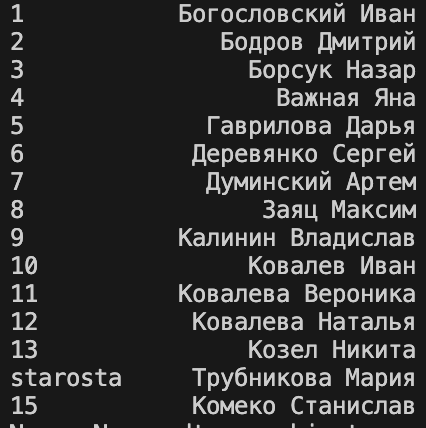 1 Богословский Иван
2 Бодров Дмитрий
3 Борсук Назар
4 Важная Яна
5 Гаврилова Дарья
6 Деревянко Сергей
7 Думинский Артем
8 Заяц Максим
9 Калинин Владислав
10 Ковалев Иван
11 Ковалева Вероника
12 Ковалева Наталья
13 Козел Никита
starosta Трубникова Мария
15 Комеко Станислав